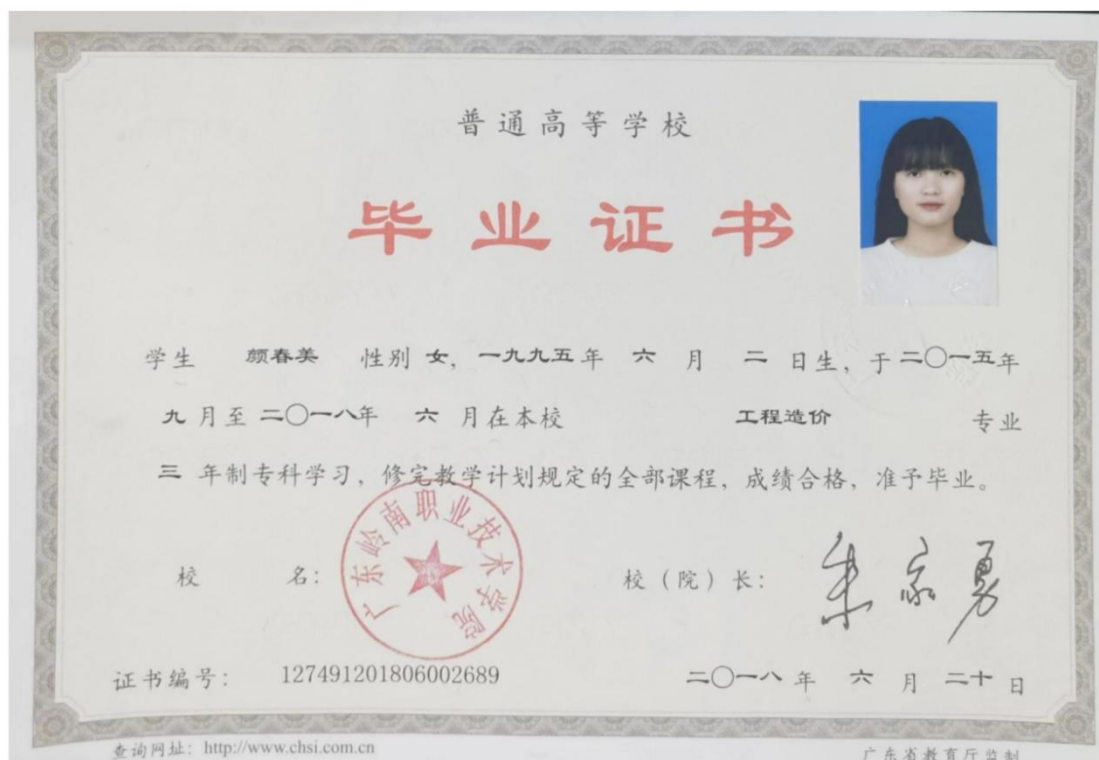 普通高等学校
毕业证书
学生 颜春美 性别 女，一九九五年 六 月 二 日生，于二〇一五年
九 月至 二〇一八年 六 月在本校 工程造价 专业
三 年制专科学习，修完教学计划规定的全部课程，成绩合格，准予毕业。
广东岭南职业技术学院
校 名： 校（院）长： 朱家勇
证书编号： 127491201806002689 二〇一八 年 六 月 二十 日
查询网址：http://www.chsi.com.cn 广东省教育厅监制